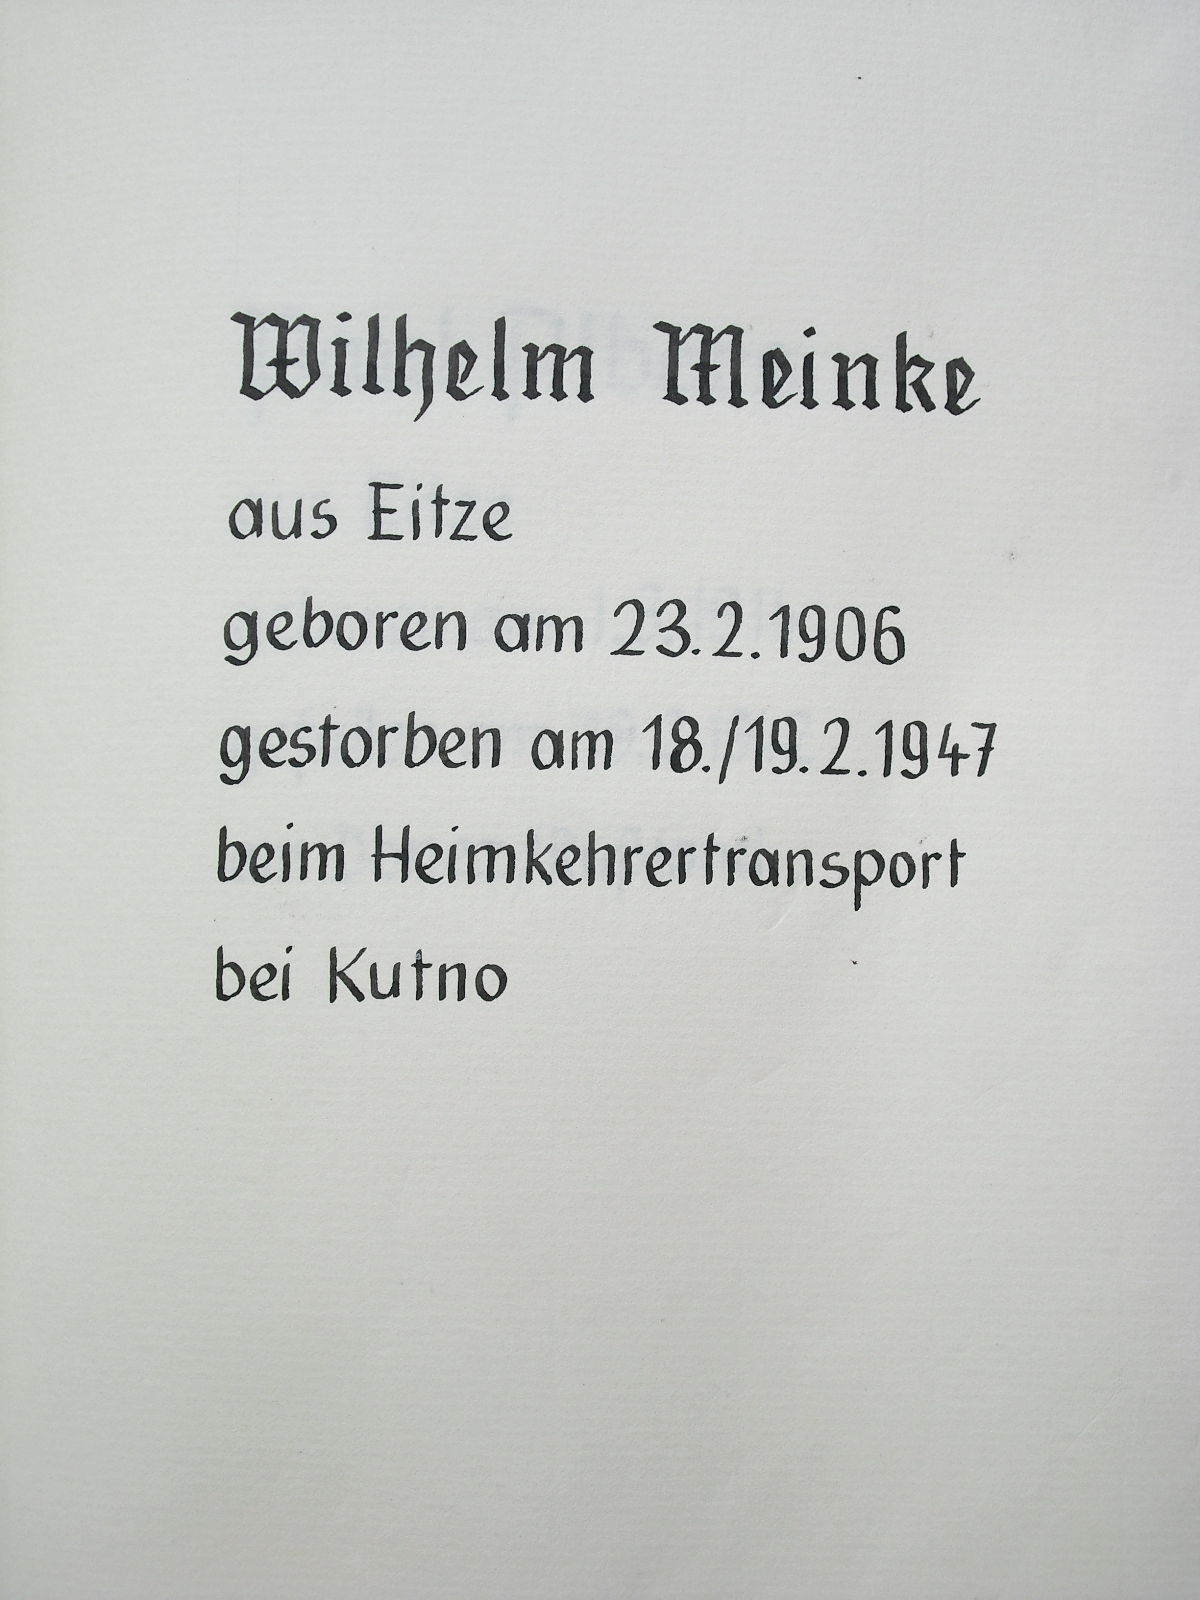 Wilhelm Meinke
aus Eitze
geboren am 23.2.1906
gestorben am 18./19.2.1947
beim Heimkehrertransport
bei Kutno